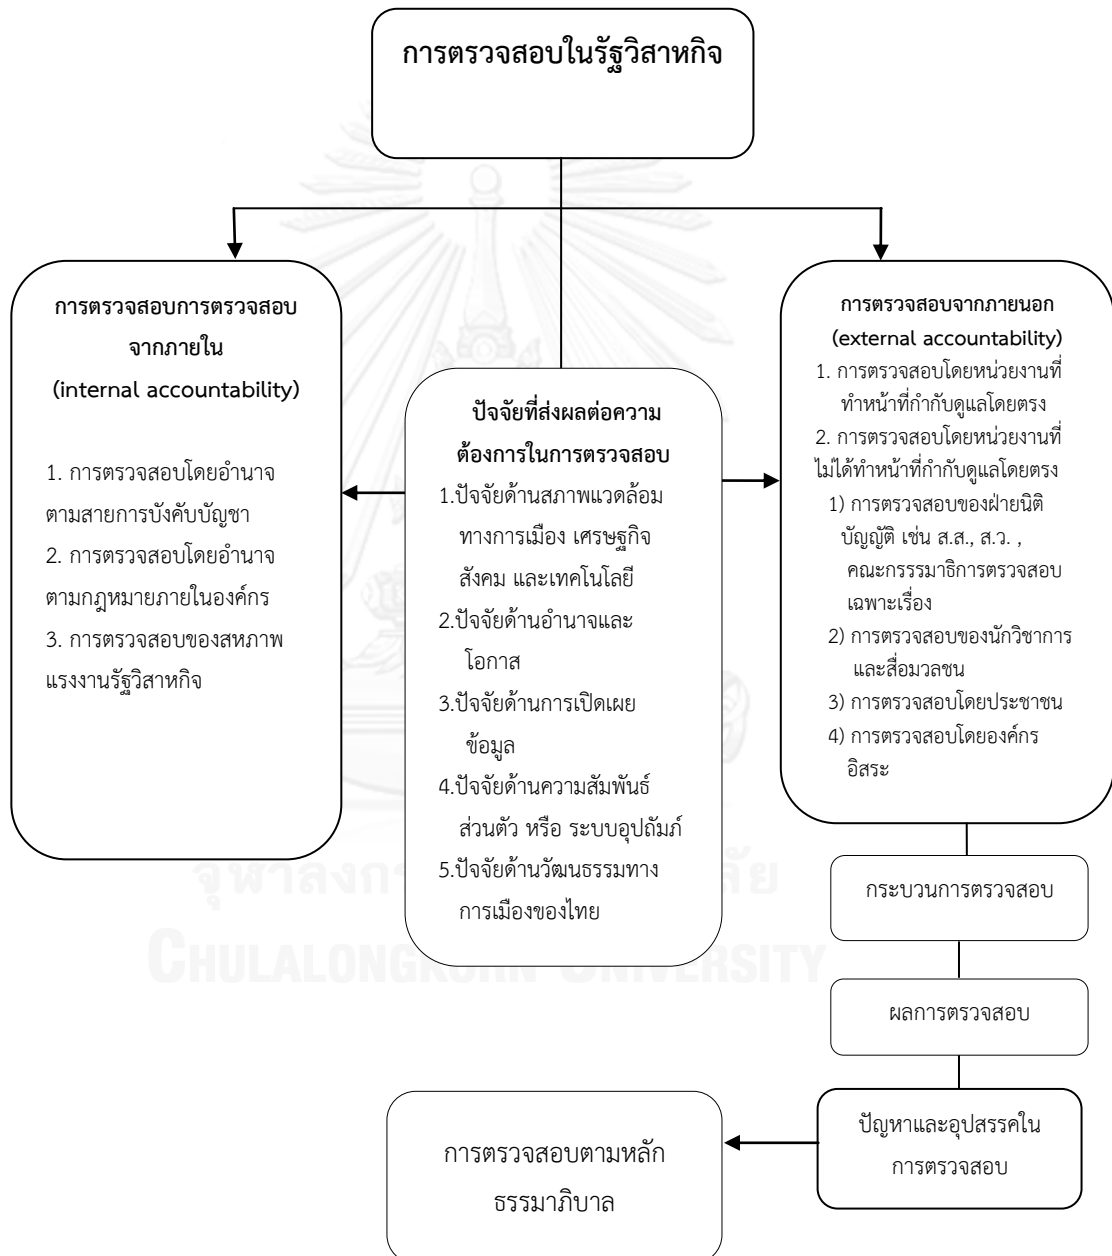 การตรวจสอบในรัฐวิสาหกิจ
การตรวจสอบการตรวจสอบ
จากภายใน
(internal accountability)
1. การตรวจสอบโดยอำนาจ
ตามสายการบังคับบัญชา
2. การตรวจสอบโดยอำนาจ
ตามกฎหมายภายในองค์กร
3. การตรวจสอบของสหภาพ
แรงงานรัฐวิสาหกิจ
ปัจจัยที่ส่งผลต่อความ
ต้องการในการตรวจสอบ
1.ปัจจัยด้านสภาพแวดล้อม
ทางการเมือง เศรษฐกิจ
สังคม และเทคโนโลยี
2.ปัจจัยด้านอำนาจและ
โอกาส
3.ปัจจัยด้านการเปิดเผย
ข้อมูล
4.ปัจจัยด้านความสัมพันธ์
ส่วนตัว หรือ ระบบอุปถัมภ์
5.ปัจจัยด้านวัฒนธรรมทาง
การเมืองของไทย
การตรวจสอบจากภายนอก
(external accountability)
1. การตรวจสอบโดยหน่วยงานที่
ทำหน้าที่กำกับดูแลโดยตรง
2. การตรวจสอบโดยหน่วยงานที่
ไม่ได้ทำหน้าที่กำกับดูแลโดยตรง
1) การตรวจสอบของฝ่ายนิติ
บัญญัติ เช่น ส.ส., ส.ว. ,
คณะกรรรมาธิการตรวจสอบ
เฉพาะเรื่อง
2) การตรวจสอบของนักวิชาการ
และสื่อมวลชน
3) การตรวจสอบโดยประชาชน
4) การตรวจสอบโดยองค์กร
อิสระ
กระบวนการตรวจสอบ
ผลการตรวจสอบ
ปัญหาและอุปสรรคใน
การตรวจสอบ
การตรวจสอบตามหลัก
ธรรมาภิบาล
CHULALONGKORN UNIVERSITY